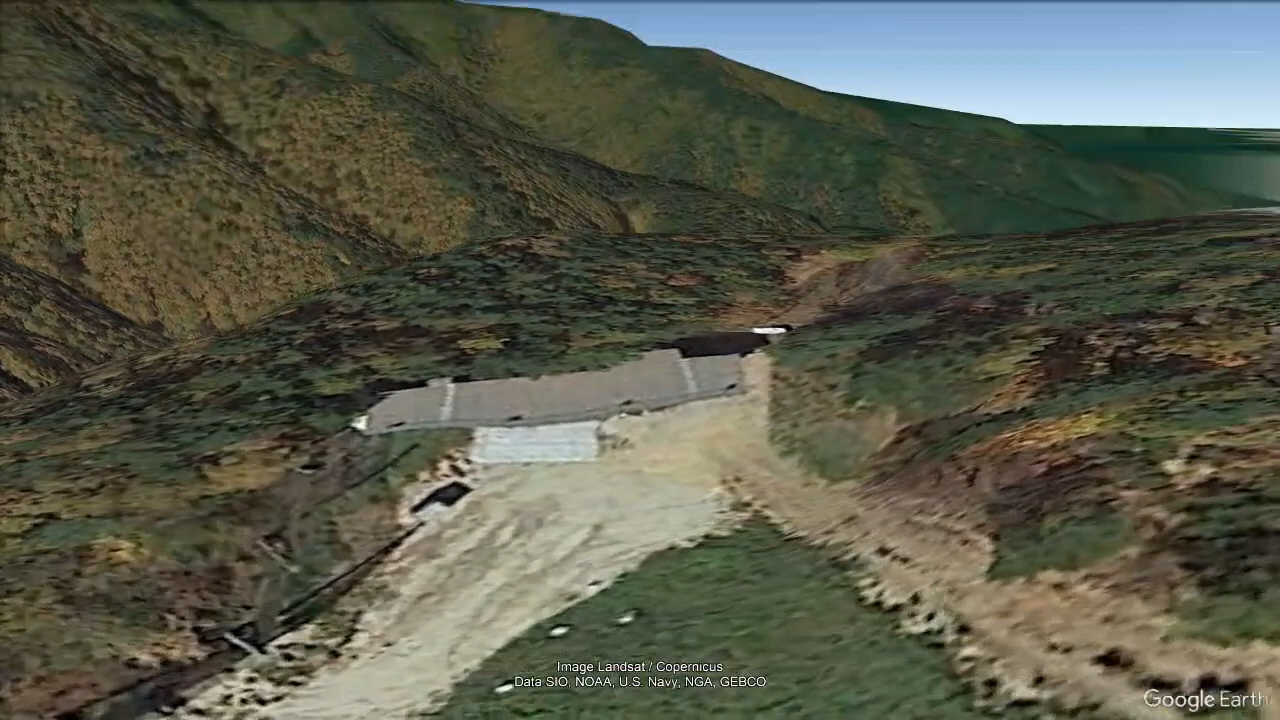 Image Landsat / Copernicus
Data SIO, NOAA, U.S. Navy, NGA, GEBCO
Google Earth